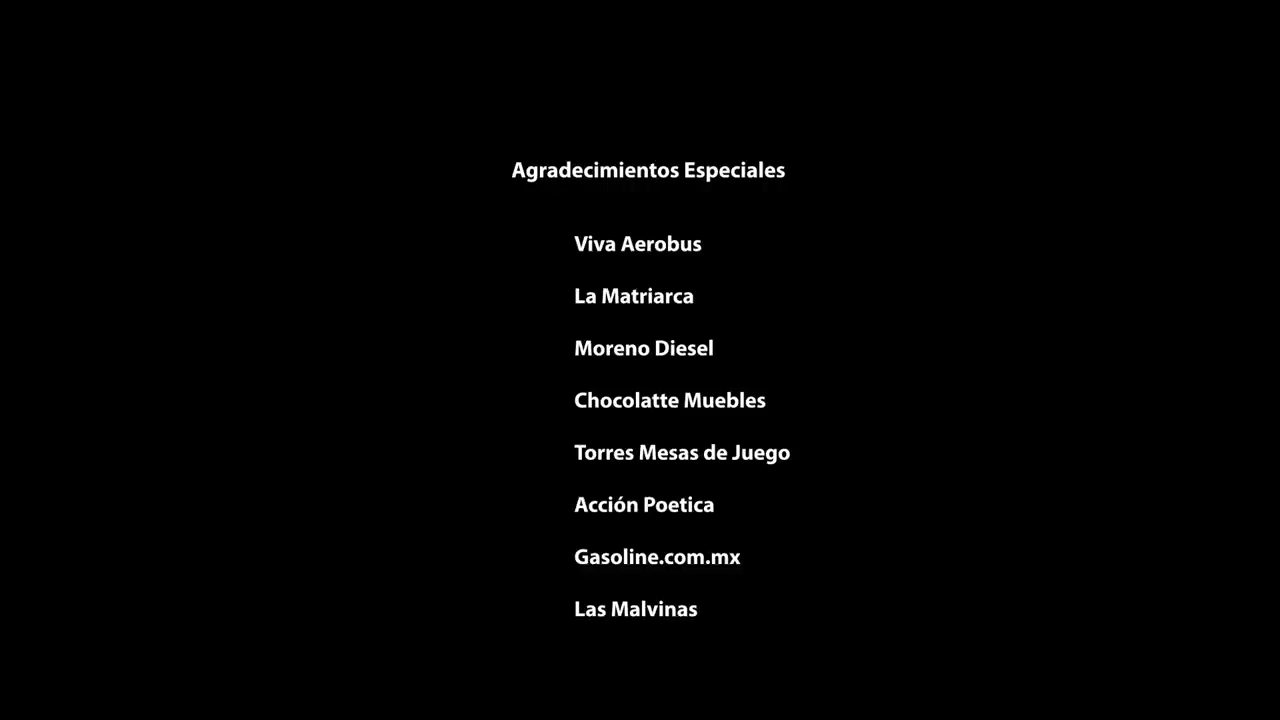 Agradecimientos Especiales
Viva Aerobus
La Matriarca
Moreno Diesel
Chocolatte Muebles
Torres Mesas de Juego
Acción Poetica
Gasoline.com.mx
Las Malvinas